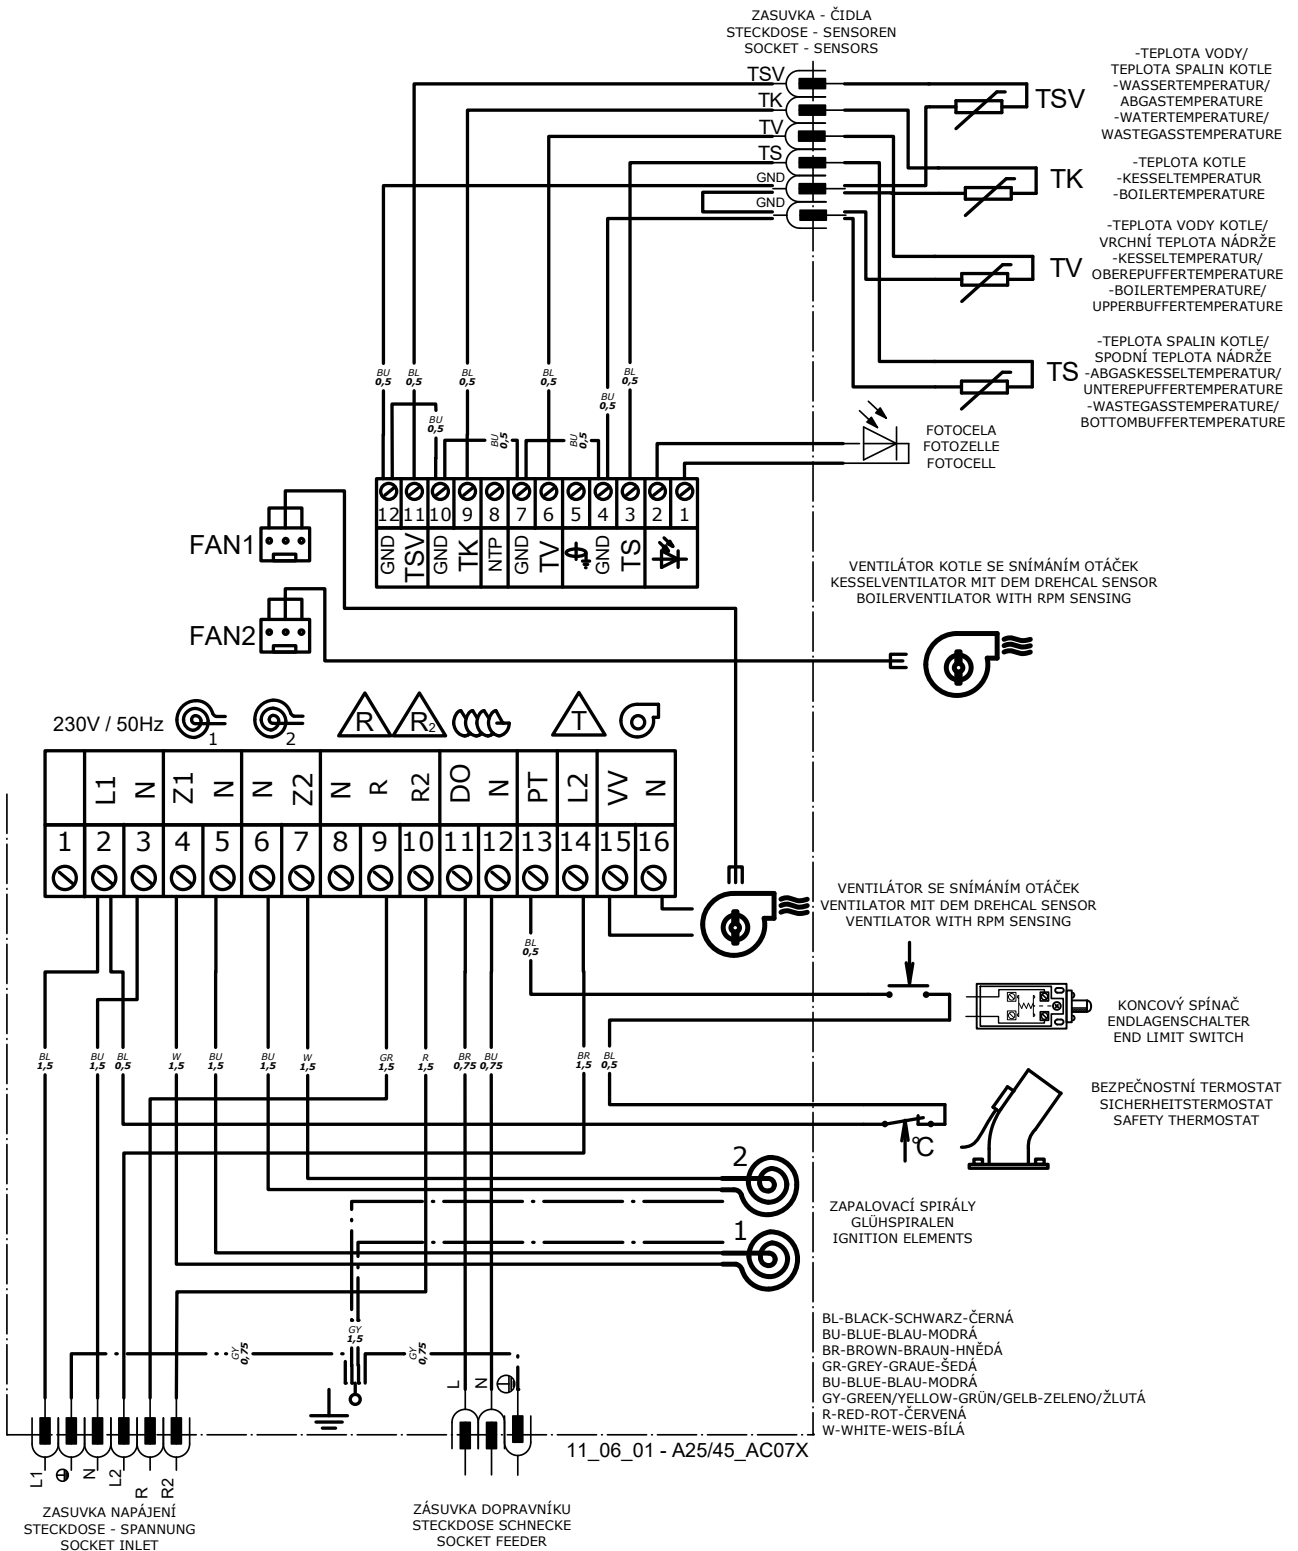 ZASUVKA - ČIDLA
STECKDOSE - SENSOREN
SOCKET - SENSORS
TSV
TK
TV
TS
GND
GND
TSV
-TEPLOTA VODY/
TEPLOTA SPALIN KOTLE
-WASSERTEMPERATUR/
ABGASTEMPERATURE
-WATERTEMPERATURE/
WASTEGASSTEMPERATURE
TK
-TEPLOTA KOTLE
-KESSELTEMPERATUR
-BOILERTEMPERATURE
TV
-TEPLOTA VODY KOTLE/
VRCHNÍ TEPLOTA NÁDRŽE
-KESSELTEMPERATUR/
OBEREPUFFERTEMPERATURE
-BOILERTEMPERATURE/
UPPERBUFFERTEMPERATURE
TS
-TEPLOTA SPALIN KOTLE/
SPODNÍ TEPLOTA NÁDRŽE
-ABGASKESSELTEMPERATUR/
UNTEREPUFFERTEMPERATURE
-WASTEGASSTEMPERATURE/
BOTTOMBUFFERTEMPERATURE
BU 0,5
BL 0,5
BL 0,5
BL 0,5
BL 0,5
BU 0,5
BU 0,5
BU 0,5
BU 0,5
FOTOCELA
FOTOZELLE
FOTOCELL
12 11 10 9 8 7 6 5 4 3 2 1
GND TSV GND TK NTP GND TV GND TS
FAN1
FAN2
VENTILÁTOR KOTLE SE SNÍMÁNÍM OTÁČEK
KESSELVENTILATOR MIT DEM DREHCAL SENSOR
BOILERVENTILATOR WITH RPM SENSING
230V / 50Hz
1
2
R
R2
T
L1 N Z1 N N Z2 N R R2 DO N PT L2 VV N
1 2 3 4 5 6 7 8 9 10 11 12 13 14 15 16
VENTILÁTOR SE SNÍMÁNÍM OTÁČEK
VENTILATOR MIT DEM DREHCAL SENSOR
VENTILATOR WITH RPM SENSING
BL 0,5
KONCOVÝ SPÍNAČ
ENDLAGENSCHALTER
END LIMIT SWITCH
BL 1,5
BU 1,5
BL 0,5
W 1,5
BU 1,5
BU 1,5
W 1,5
GR 1,5
R 1,5
BR 0,75
BU 0,75
BR 1,5
BL 0,5
BEZPEČNOSTNÍ TERMOSTAT
SICHERHEITSTERMOSTAT
SAFETY THERMOSTAT
°C
2
1
ZAPALOVACÍ SPIRÁLY
GLÜHSPIRALEN
IGNITION ELEMENTS
GY 1,5
GY 0,75
GY 0,75
BL-BLACK-SCHWARZ-ČERNÁ
BU-BLUE-BLAU-MODRÁ
BR-BROWN-BRAUN-HNĚDÁ
GR-GREY-GRAUE-ŠEDÁ
BU-BLUE-BLAU-MODRÁ
GY-GREEN/YELLOW-GRÜN/GELB-ZELENO/ŽLUTÁ
R-RED-ROT-ČERVENÁ
W-WHITE-WEIS-BÍLÁ
L N
11_06_01 - A25/45_AC07X
L1 N L2 R R2
ZASUVKA NAPÁJENÍ
STECKDOSE - SPANNUNG
SOCKET INLET
ZÁSUVKA DOPRAVNÍKU
STECKDOSE SCHNECKE
SOCKET FEEDER